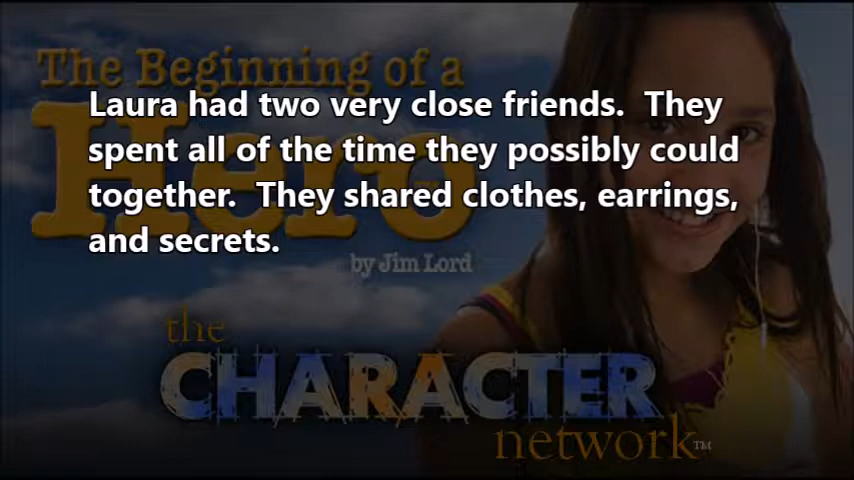 The Beginning of a
Hero
by Jim Lord
Laura had two very close friends.  They
spent all of the time they possibly could
together.  They shared clothes, earrings,
and secrets.
the
CHARACTER
network™